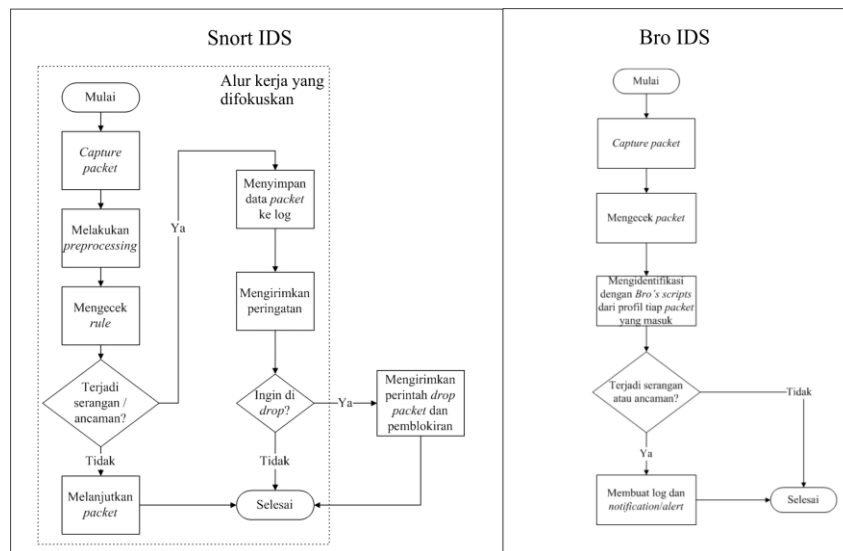 Snort IDS
Alur kerja yang
difokuskan
Mulai
Capture
packet
Melakukan
preprocessing
Mengecek
rule
Terjadi
serangan /
ancaman?
Tidak
Melanjutkan
packet
Ya
Menyimpan
data packet
ke log
Mengirimkan
peringatan
Ingin di
drop?
Ya
Mengirimkan
perintah drop
packet dan
pemblokiran
Tidak
Selesai
Bro IDS
Mulai
Capture packet
Mengecek packet
Mengidentifikasi
dengan Bro's scripts
dari profil tiap packet
yang masuk
Terjadi serangan
atau ancaman?
Tidak
Ya
Membuat log dan
notification/alert
Selesai